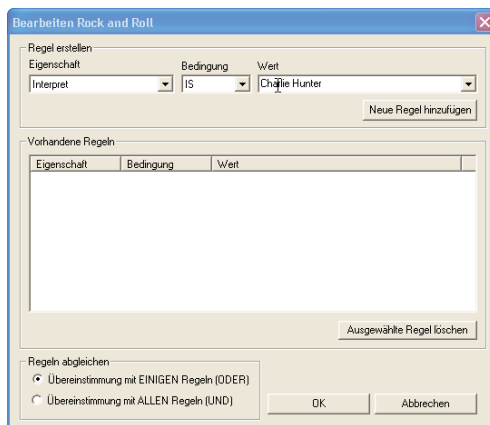 Bearbeiten Rock and Roll
Regel erstellen
Eigenschaft Bedingung Wert
Interpret IS Charlie Hunter
Neue Regel hinzufügen
Vorhandene Regeln
Eigenschaft Bedingung Wert
Ausgewählte Regel löschen
Regeln abgleichen
Übereinstimmung mit EINIGEN Regeln (ODER)
Übereinstimmung mit ALLEN Regeln (UND)
OK Abbrechen